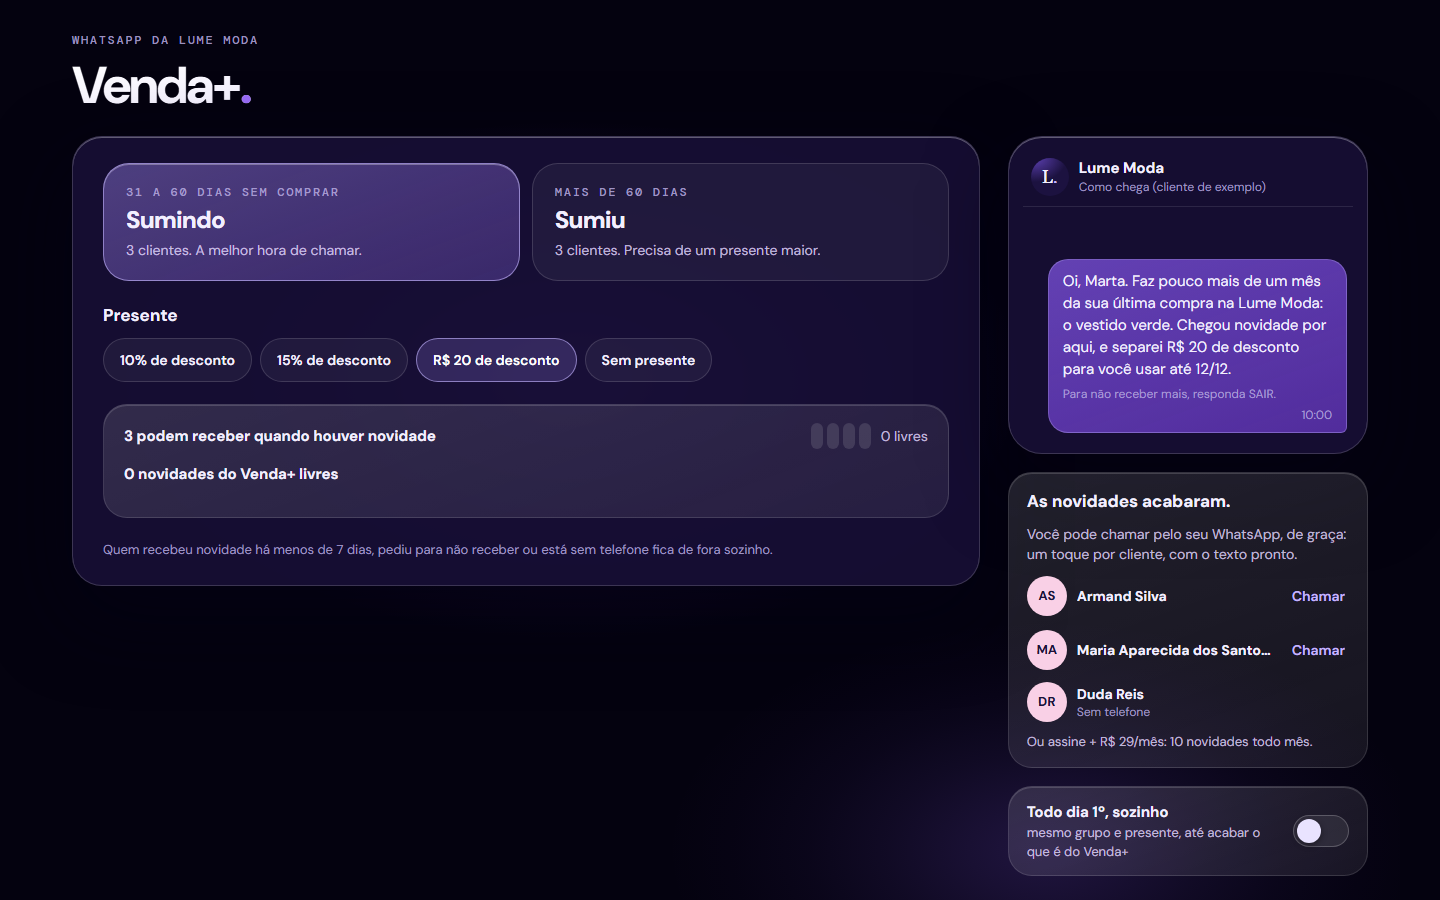 WHATSAPP DA LUME MODA
Venda+.
31 A 60 DIAS SEM COMPRAR
Sumindo
3 clientes. A melhor hora de chamar.
MAIS DE 60 DIAS
Sumiu
3 clientes. Precisa de um presente maior.
Presente
10% de desconto
15% de desconto
R$ 20 de desconto
Sem presente
3 podem receber quando houver novidade
0 livres
0 novidades do Venda+ livres
Quem recebeu novidade há menos de 7 dias, pediu para não receber ou está sem telefone fica de fora sozinho.
L.
Lume Moda
Como chega (cliente de exemplo)
Oi, Marta. Faz pouco mais de um mês
da sua última compra na Lume Moda:
o vestido verde. Chegou novidade por
aqui, e separei R$ 20 de desconto
para você usar até 12/12.
Para não receber mais, responda SAIR.
10:00
As novidades acabaram.
Você pode chamar pelo seu WhatsApp, de graça:
um toque por cliente, com o texto pronto.
AS
Armand Silva
Chamar
MA
Maria Aparecida dos Santo...
Chamar
DR
Duda Reis
Sem telefone
Ou assine + R$ 29/mês: 10 novidades todo mês.
Todo dia 1º, sozinho
mesmo grupo e presente, até acabar o
que é do Venda+